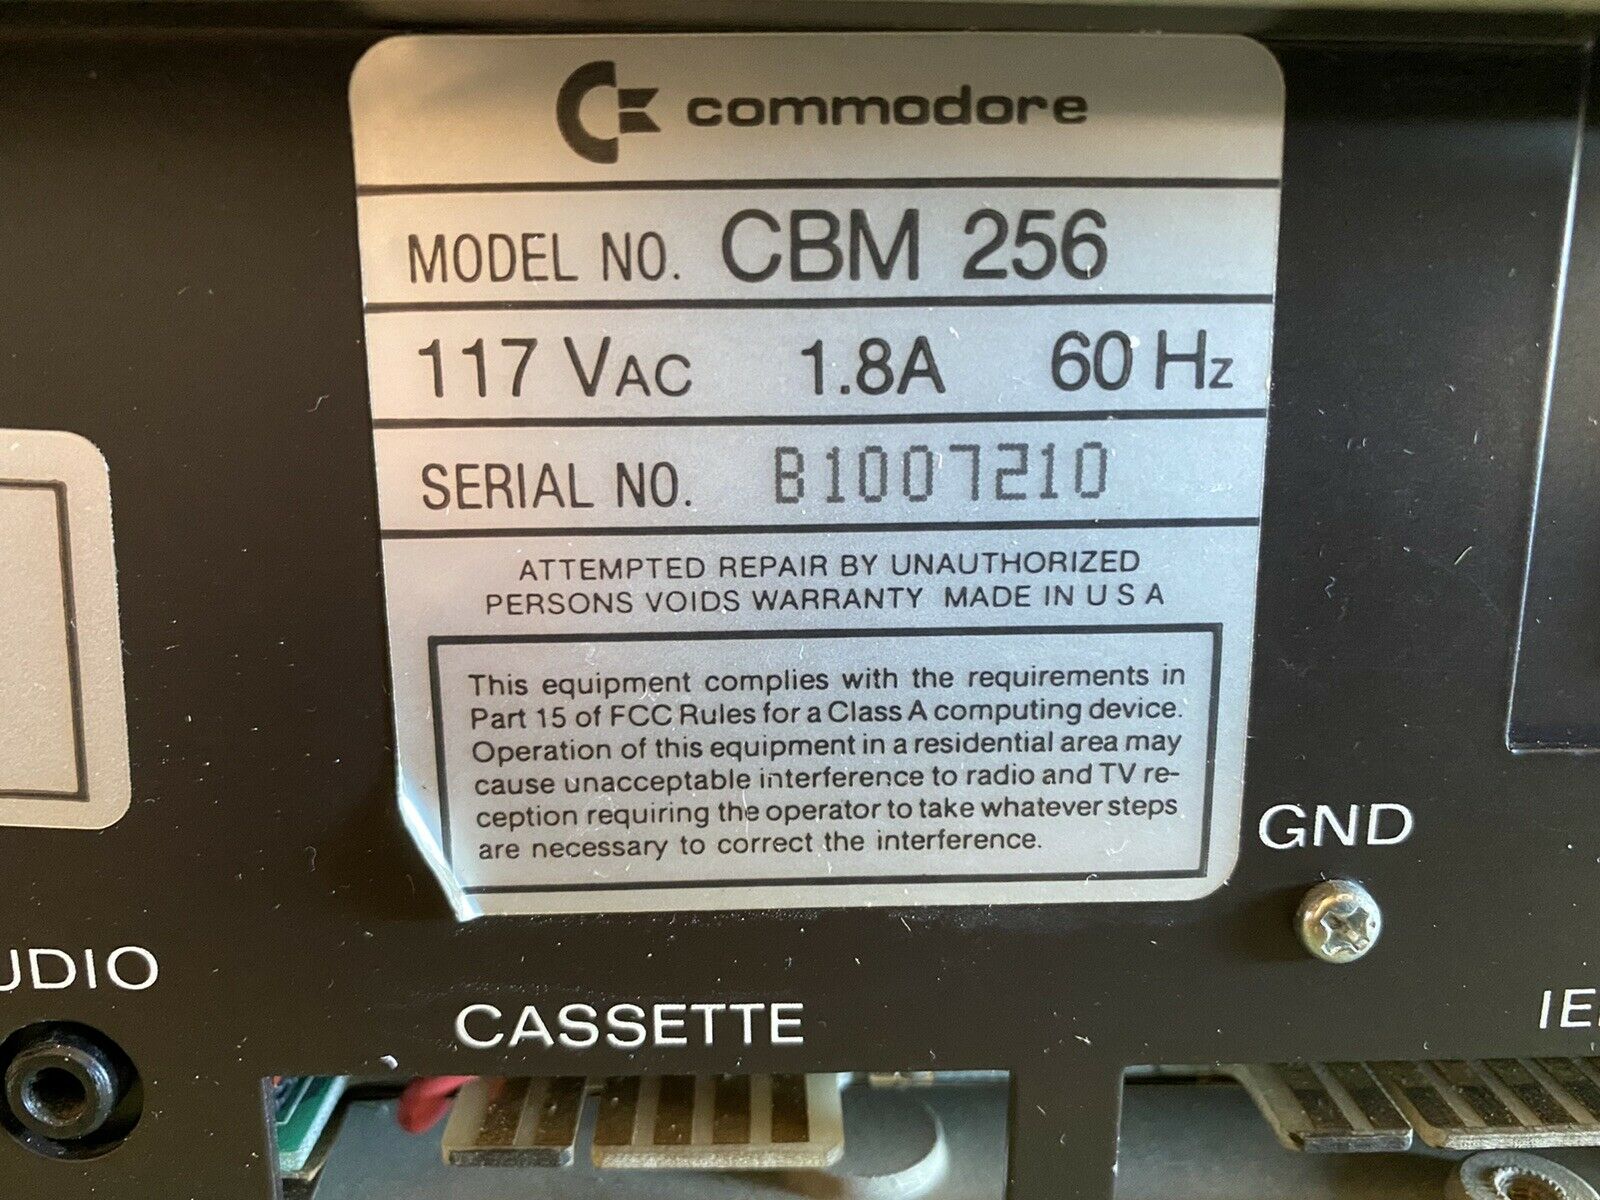 commodore
MODEL NO. CBM 256
117 VAC 1.8A 60 Hz
SERIAL NO. B1007210
ATTEMPTED REPAIR BY UNAUTHORIZED
PERSONS VOIDS WARRANTY MADE IN U S A
This equipment complies with the requirements in
Part 15 of FCC Rules for a Class A computing device.
Operation of this equipment in a residential area may
cause unacceptable interference to radio and TV re-
ception requiring the operator to take whatever steps
are necessary to correct the interference.
GND
CASSETTE